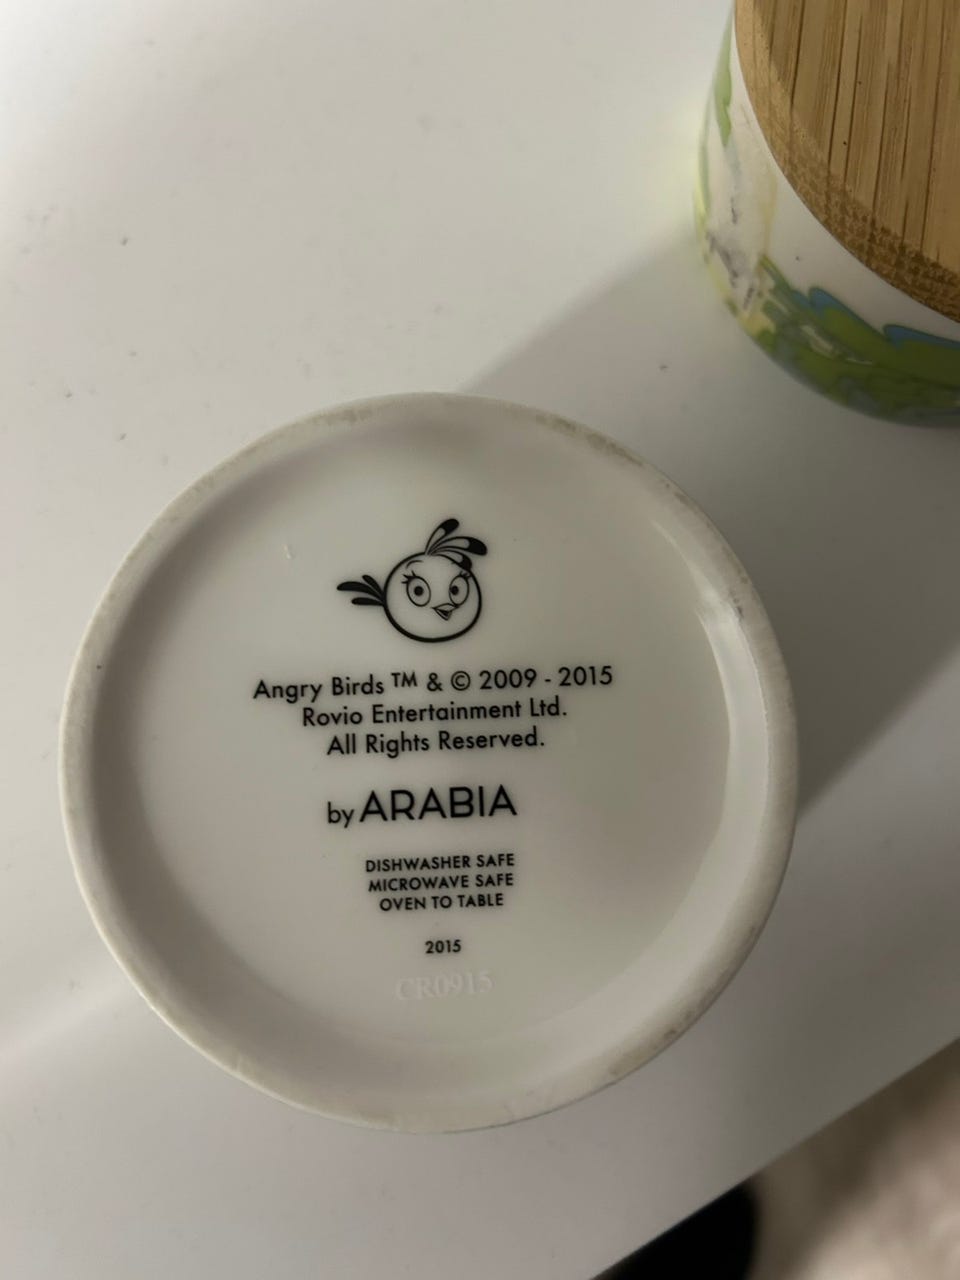 Angry Birds ™ & © 2009 - 2015
Rovio Entertainment Ltd.
All Rights Reserved.
by ARABIA
DISHWASHER SAFE
MICROWAVE SAFE
OVEN TO TABLE
2015
CR0915